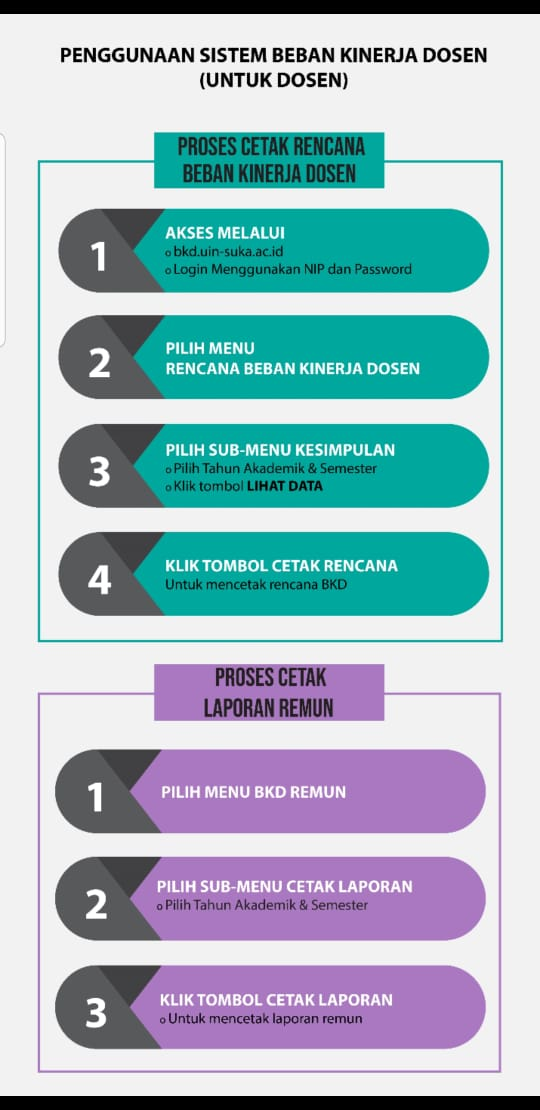 PENGGUNAAN SISTEM BEBAN KINERJA DOSEN
(UNTUK DOSEN)
PROSES CETAK RENCANA
BEBAN KINERJA DOSEN
1
AKSES MELALUI
o bkd.uin-suka.ac.id
o Login Menggunakan NIP dan Password
2
PILIH MENU
RENCANA BEBAN KINERJA DOSEN
3
PILIH SUB-MENU KESIMPULAN
o Pilih Tahun Akademik & Semester
o Klik tombol LIHAT DATA
4
KLIK TOMBOL CETAK RENCANA
Untuk mencetak rencana BKD
PROSES CETAK
LAPORAN REMUN
1
PILIH MENU BKD REMUN
2
PILIH SUB-MENU CETAK LAPORAN
o Pilih Tahun Akademik & Semester
3
KLIK TOMBOL CETAK LAPORAN
o Untuk mencetak laporan remun